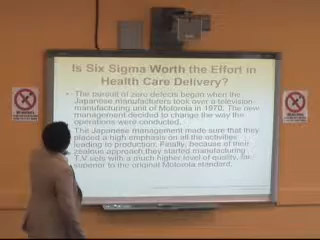 Is Six Sigma Worth the Effort in
Health Care Delivery?
• The pursuit of zero defects began when the
Japanese manufacturers took over a television
manufacturing unit of Motorola in 1970. The new
management decided to change the way the
operations were conducted.
• The Japanese management made sure that they
placed a high emphasis on all the activities
leading to production. Finally, because of their
zealous approach they started manufacturing
T.V sets with a much higher level of quality, far
superior to the original Motorola standard.